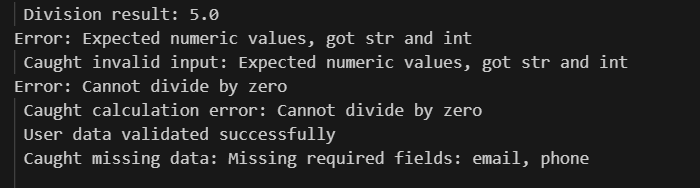 Division result: 5.0
Error: Expected numeric values, got str and int
Caught invalid input: Expected numeric values, got str and int
Error: Cannot divide by zero
Caught calculation error: Cannot divide by zero
User data validated successfully
Caught missing data: Missing required fields: email, phone